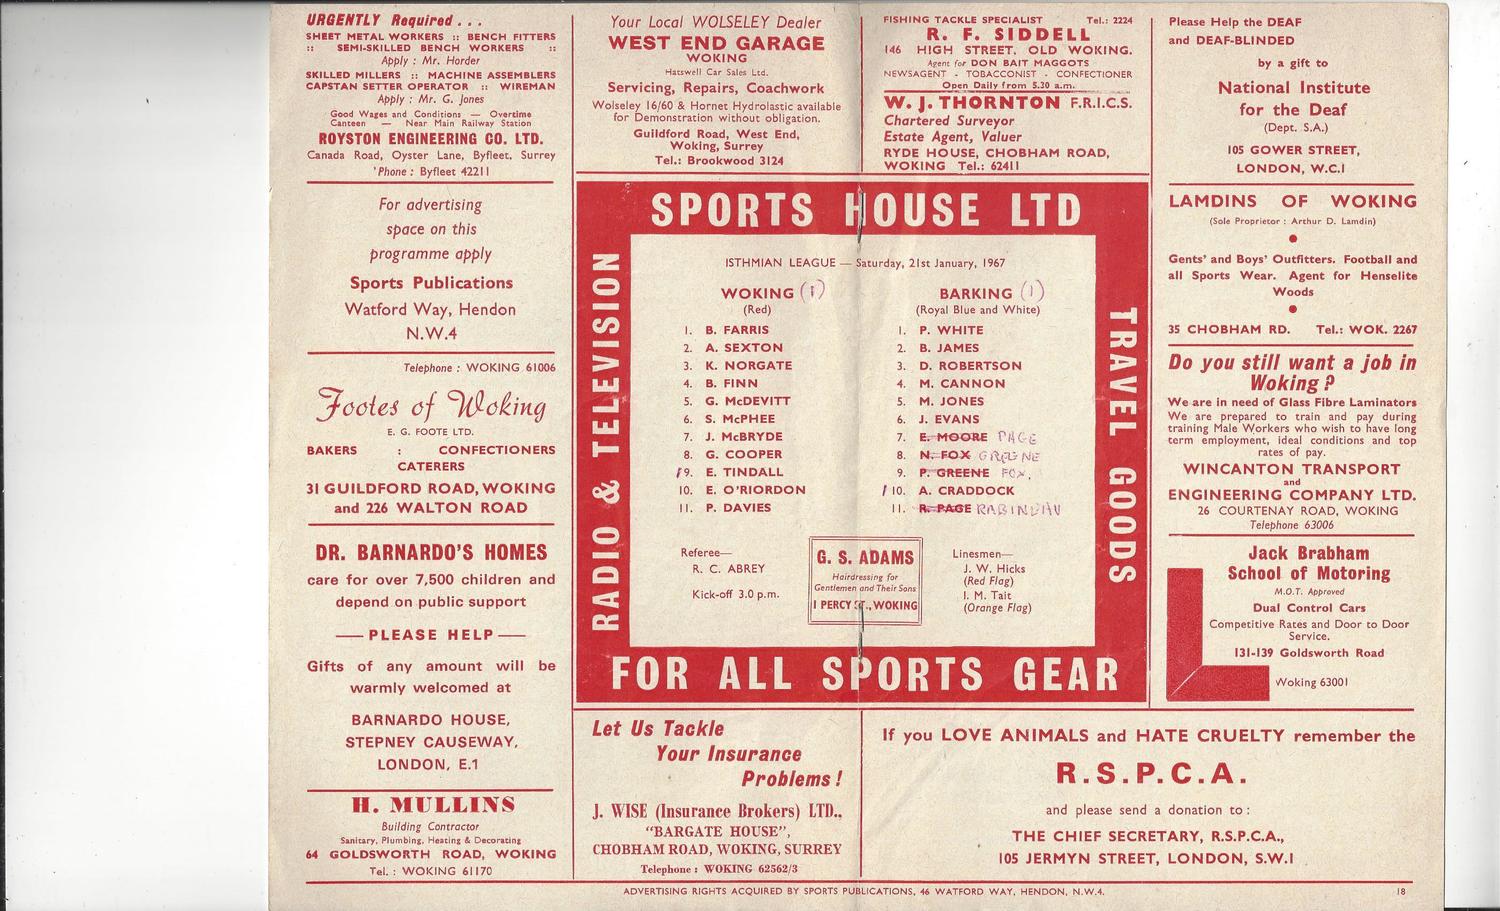 URGENTLY Required . . .
SHEET METAL WORKERS :: BENCH FITTERS
:: SEMI-SKILLED BENCH WORKERS ::
Apply : Mr. Horder
SKILLED MILLERS :: MACHINE ASSEMBLERS
CAPSTAN SETTER OPERATOR :: WIREMAN
Apply : Mr. G. Jones
Good Wages and Conditions — Overtime
Canteen — Near Main Railway Station
ROYSTON ENGINEERING CO. LTD.
Canada Road, Oyster Lane, Byfleet, Surrey
'Phone : Byfleet 42211
For advertising
space on this
programme apply
Sports Publications
Watford Way, Hendon
N.W.4
Telephone : WOKING 61006
Footes of Woking
E. G. FOOTE LTD.
BAKERS : CONFECTIONERS
CATERERS
31 GUILDFORD ROAD, WOKING
and 226 WALTON ROAD
DR. BARNARDO'S HOMES
care for over 7,500 children and
depend on public support
— PLEASE HELP —
Gifts of any amount will be
warmly welcomed at
BARNARDO HOUSE,
STEPNEY CAUSEWAY,
LONDON, E.1
H. MULLINS
Building Contractor
Sanitary, Plumbing, Heating & Decorating
64 GOLDSWORTH ROAD, WOKING
Tel. : WOKING 61170
Your Local WOLSELEY Dealer
WEST END GARAGE
WOKING
Hatswell Car Sales Ltd.
Servicing, Repairs, Coachwork
Wolseley 16/60 & Hornet Hydrolastic available
for Demonstration without obligation.
Guildford Road, West End,
Woking, Surrey
Tel.: Brookwood 3124
FISHING TACKLE SPECIALIST Tel.: 2224
R. F. SIDDELL
146 HIGH STREET, OLD WOKING.
Agent for DON BAIT MAGGOTS
NEWSAGENT - TOBACCONIST - CONFECTIONER
Open Daily from 5.30 a.m.
W. J. THORNTON F.R.I.C.S.
Chartered Surveyor
Estate Agent, Valuer
RYDE HOUSE, CHOBHAM ROAD,
WOKING Tel.: 62411
SPORTS HOUSE LTD
RADIO & TELEVISION
TRAVEL GOODS
ISTHMIAN LEAGUE — Saturday, 21st January, 1967
WOKING (1)
(Red)
1. B. FARRIS
2. A. SEXTON
3. K. NORGATE
4. B. FINN
5. G. McDEVITT
6. S. McPHEE
7. J. McBRYDE
8. G. COOPER
1 9. E. TINDALL
10. E. O'RIORDON
11. P. DAVIES
BARKING (1)
(Royal Blue and White)
1. P. WHITE
2. B. JAMES
3. D. ROBERTSON
4. M. CANNON
5. M. JONES
6. J. EVANS
7. E. MOORE PAGE
8. N. FOX GREENE
9. P. GREENE FOX.
1 10. A. CRADDOCK
11. R. PAGE
Referee—
R. C. ABREY
Kick-off 3.0 p.m.
G. S. ADAMS
Hairdressing for
Gentlemen and Their Sons
1 PERCY ST., WOKING
Linesmen—
J. W. Hicks
(Red Flag)
I. M. Tait
(Orange Flag)
FOR ALL SPORTS GEAR
Let Us Tackle
Your Insurance
Problems!
J. WISE (Insurance Brokers) LTD.,
"BARGATE HOUSE",
CHOBHAM ROAD, WOKING, SURREY
Telephone : WOKING 62562/3
If you LOVE ANIMALS and HATE CRUELTY remember the
R.S.P.C.A.
and please send a donation to :
THE CHIEF SECRETARY, R.S.P.C.A.,
105 JERMYN STREET, LONDON, S.W.1
Please Help the DEAF
and DEAF-BLINDED
by a gift to
National Institute
for the Deaf
(Dept. S.A.)
105 GOWER STREET,
LONDON, W.C.1
LAMDINS OF WOKING
(Sole Proprietor : Arthur D. Lamdin)
Gents' and Boys' Outfitters. Football and
all Sports Wear. Agent for Henselite
Woods
35 CHOBHAM RD. Tel.: WOK. 2267
Do you still want a job in
Woking?
We are in need of Glass Fibre Laminators
We are prepared to train and pay during
training Male Workers who wish to have long
term employment, ideal conditions and top
rates of pay.
WINCANTON TRANSPORT
and
ENGINEERING COMPANY LTD.
26 COURTENAY ROAD, WOKING
Telephone 63006
Jack Brabham
School of Motoring
M.O.T. Approved
Dual Control Cars
Competitive Rates and Door to Door
Service.
131-139 Goldsworth Road
Woking 63001
ADVERTISING RIGHTS ACQUIRED BY SPORTS PUBLICATIONS, 46 WATFORD WAY, HENDON, N.W.4.
18